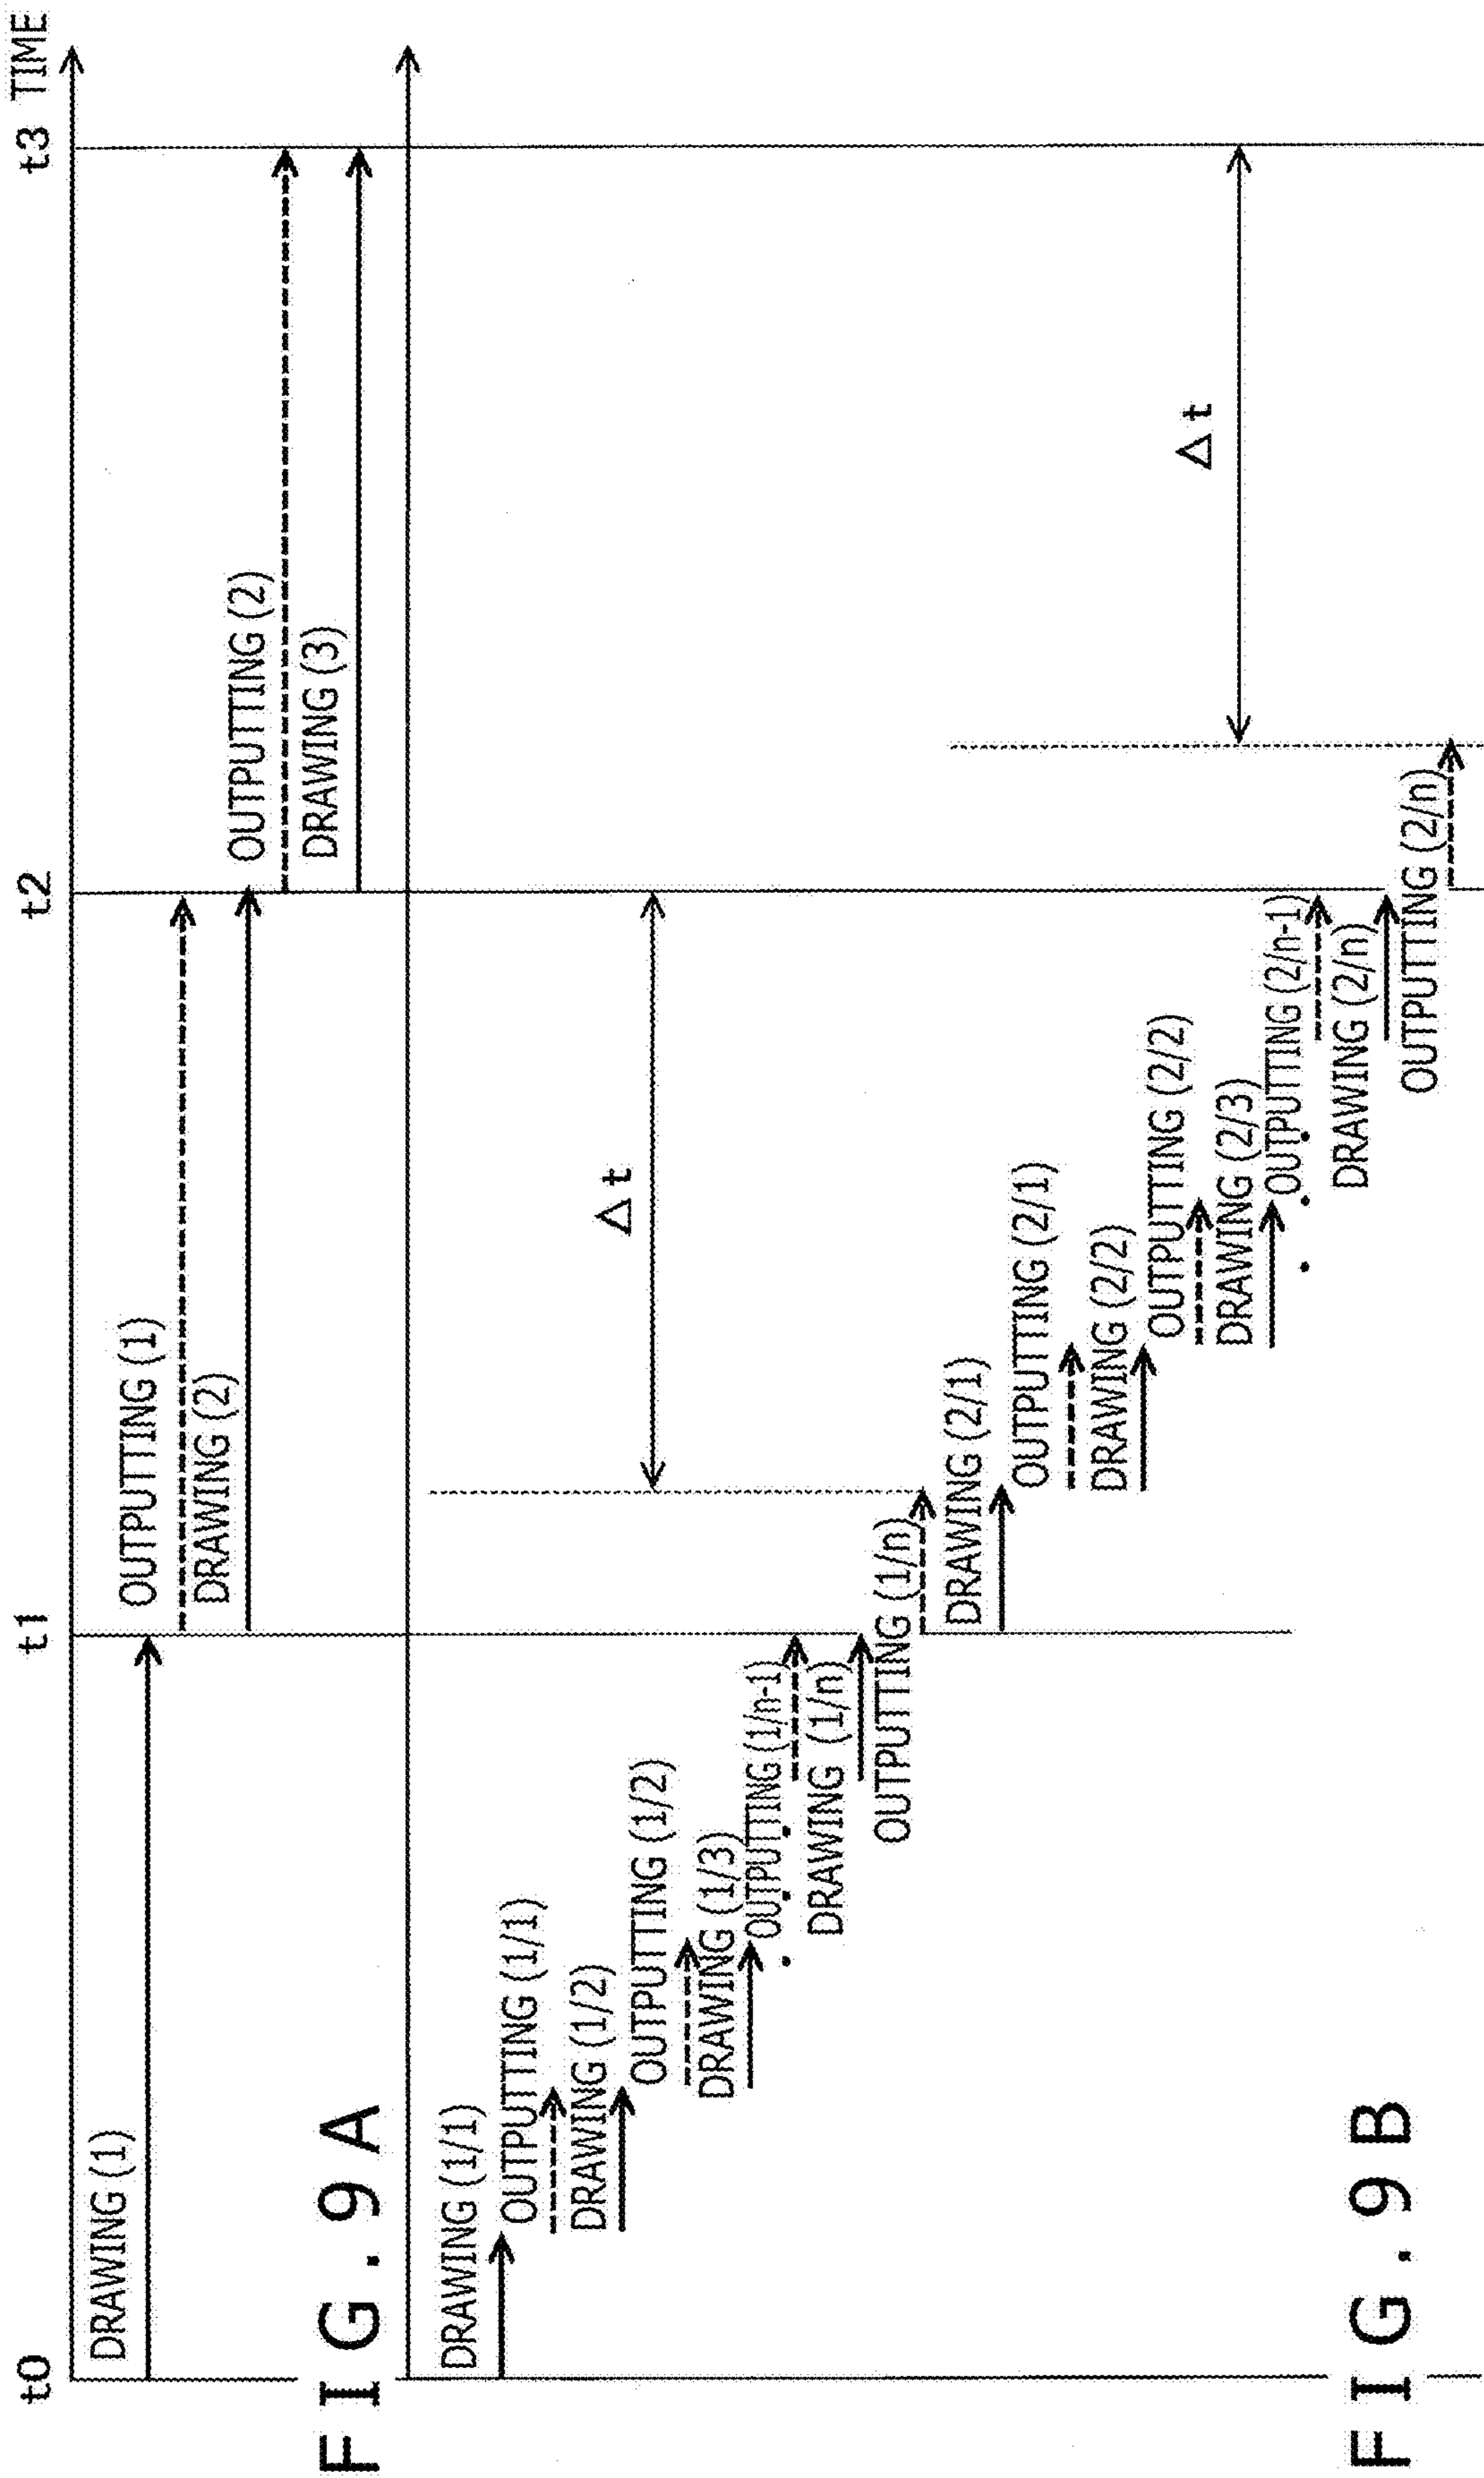 t0
t1
t2
t3
TIME
DRAWING (1)
OUTPUTTING (1)
DRAWING (2)
OUTPUTTING (2)
DRAWING (3)
FIG.9A
DRAWING (1/1)
OUTPUTTING (1/1)
DRAWING (1/2)
OUTPUTTING (1/2)
DRAWING (1/3)
OUTPUTTING (1/n-1)
DRAWING (1/n)
OUTPUTTING (1/n)
Δt
DRAWING (2/1)
OUTPUTTING (2/1)
DRAWING (2/2)
OUTPUTTING (2/2)
DRAWING (2/3)
OUTPUTTING (2/n-1)
DRAWING (2/n)
OUTPUTTING (2/n)
Δt
FIG.9B